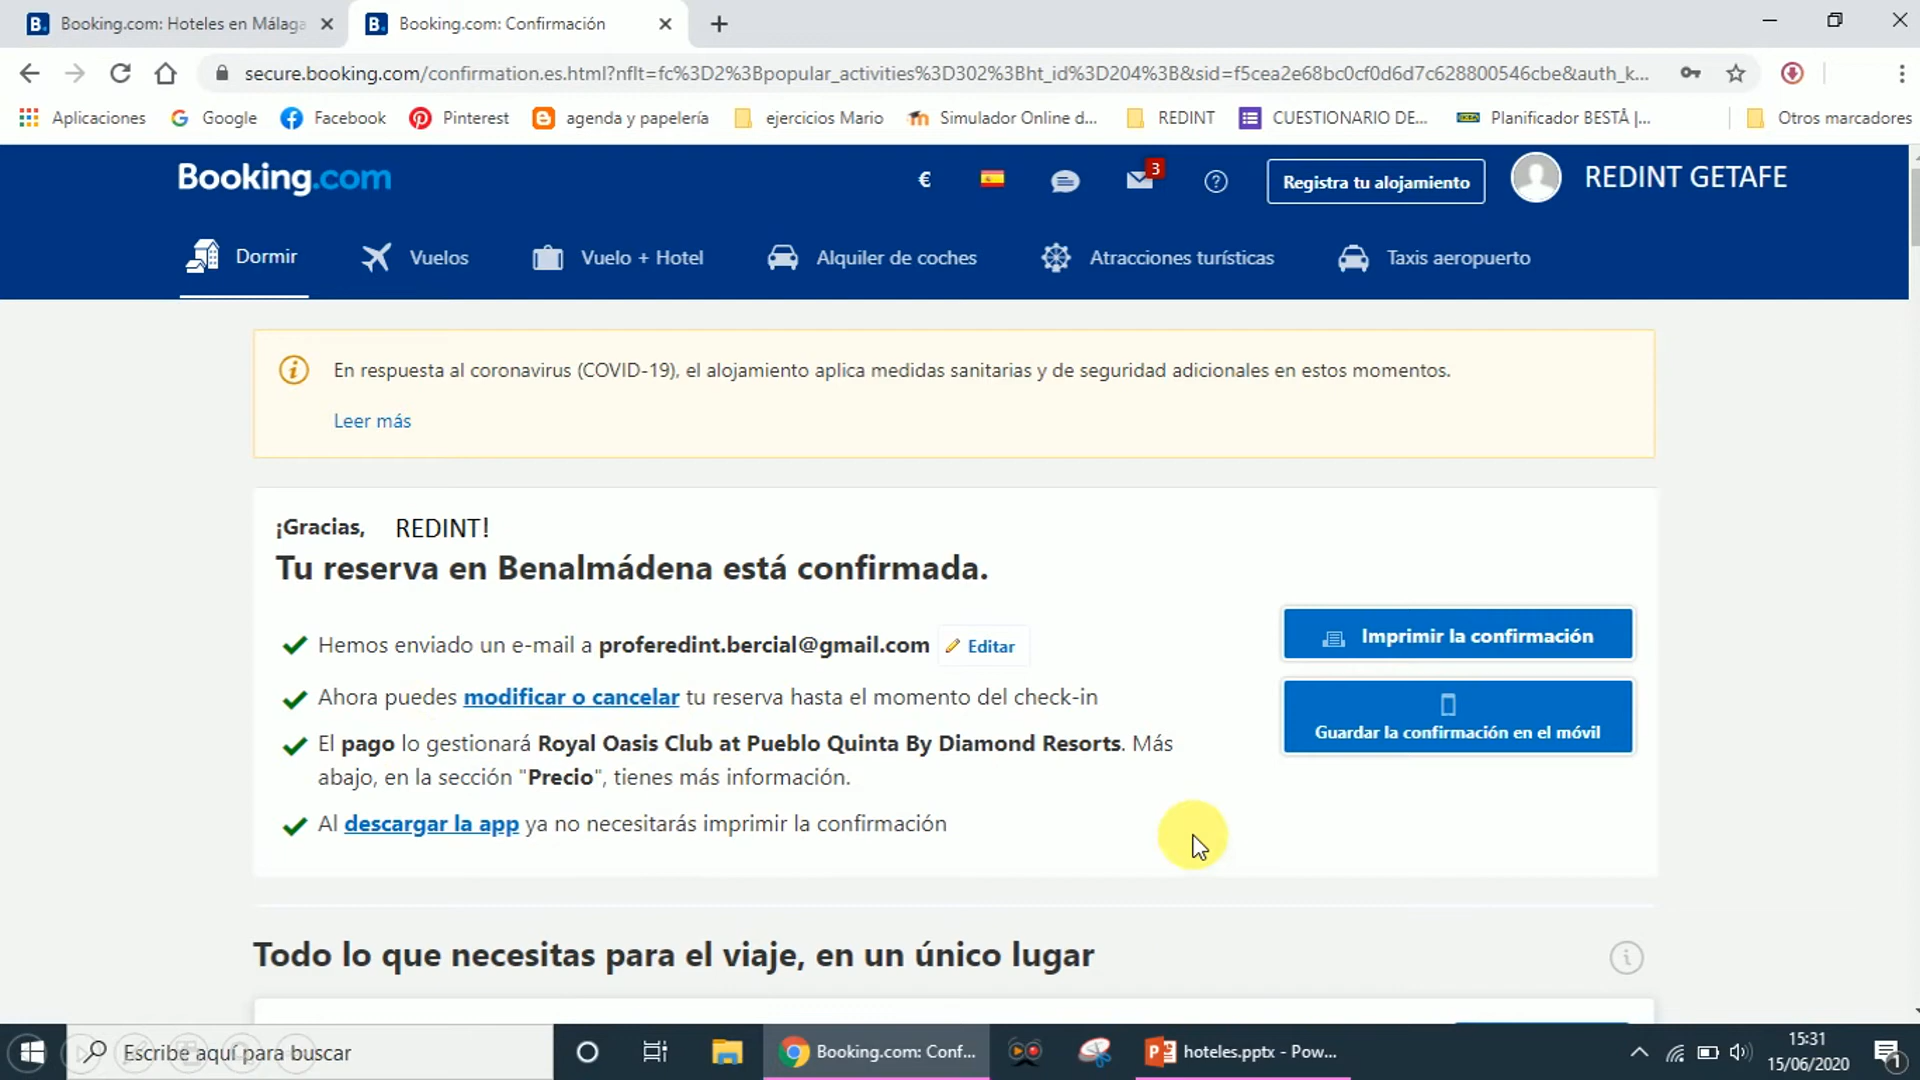 Booking.com: Hoteles en Málaga
Booking.com: Confirmación
secure.booking.com/confirmation.es.html?nflt=fc%3D2%3Bpopular_activities%3D302%3Bht_id%3D204%3B&sid=f5cea2e68bc0cf0d6d7c628800546cbe&auth_k...
Aplicaciones
Google
Facebook
Pinterest
agenda y papelería
ejercicios Mario
Simulador Online d...
REDINT
CUESTIONARIO DE...
Planificador BESTÅ |...
Otros marcadores
Booking.com
€
3
Registra tu alojamiento
REDINT GETAFE
Dormir
Vuelos
Vuelo + Hotel
Alquiler de coches
Atracciones turísticas
Taxis aeropuerto
En respuesta al coronavirus (COVID-19), el alojamiento aplica medidas sanitarias y de seguridad adicionales en estos momentos.
Leer más
¡Gracias, REDINT!
Tu reserva en Benalmádena está confirmada.
Hemos enviado un e-mail a proferedint.bercial@gmail.com Editar
Ahora puedes modificar o cancelar tu reserva hasta el momento del check-in
El pago lo gestionará Royal Oasis Club at Pueblo Quinta By Diamond Resorts. Más
abajo, en la sección "Precio", tienes más información.
Al descargar la app ya no necesitarás imprimir la confirmación
Imprimir la confirmación
Guardar la confirmación en el móvil
Todo lo que necesitas para el viaje, en un único lugar
Escribe aquí para buscar
Booking.com: Conf...
hoteles.pptx - Pow...
15:31
15/06/2020
1